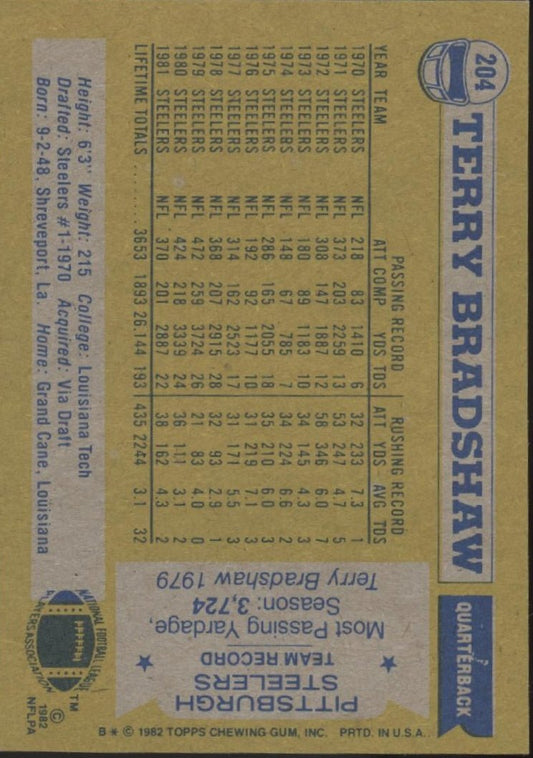 204
TERRY BRADSHAW
QUARTERBACK
PASSING RECORD RUSHING RECORD
YEAR TEAM ATT COMP YDS TDS ATT YDS AVG TDS
1970 STEELERS NFL 218 83 1410 6 32 233 7.3 1
1971 STEELERS NFL 373 203 2259 13 53 247 4.7 5
1972 STEELERS NFL 308 147 1887 12 58 346 6.0 7
1973 STEELERS NFL 180 89 1183 10 34 145 4.3 3
1974 STEELERS NFL 148 67 785 7 34 224 6.6 2
1975 STEELERS NFL 286 165 2055 18 35 210 6.0 3
1976 STEELERS NFL 192 92 1177 10 31 219 7.1 3
1977 STEELERS NFL 314 162 2523 17 31 171 5.5 3
1978 STEELERS NFL 368 207 2915 28 32 93 2.9 1
1979 STEELERS NFL 472 259 3724 26 21 83 4.0 0
1980 STEELERS NFL 424 218 3339 24 36 111 3.1 2
1981 STEELERS NFL 370 201 2887 22 38 162 4.3 2
LIFETIME TOTALS ........ 3653 1893 26,144 193 435 2244 3.1 32
Height: 6'3" Weight: 215 College: Louisiana Tech
Drafted: Steelers #1-1970 Acquired: Via Draft
Born: 9-2-48, Shreveport, La. Home: Grand Cane, Louisiana
PITTSBURGH
STEELERS
TEAM RECORD
Most Passing Yardage,
Season: 3,724
Terry Bradshaw 1979
NATIONAL FOOTBALL LEAGUE
PLAYERS ASSOCIATION
TM
©
1982
NFLPA
B * © 1982 TOPPS CHEWING GUM, INC. PRTD. IN U.S.A.